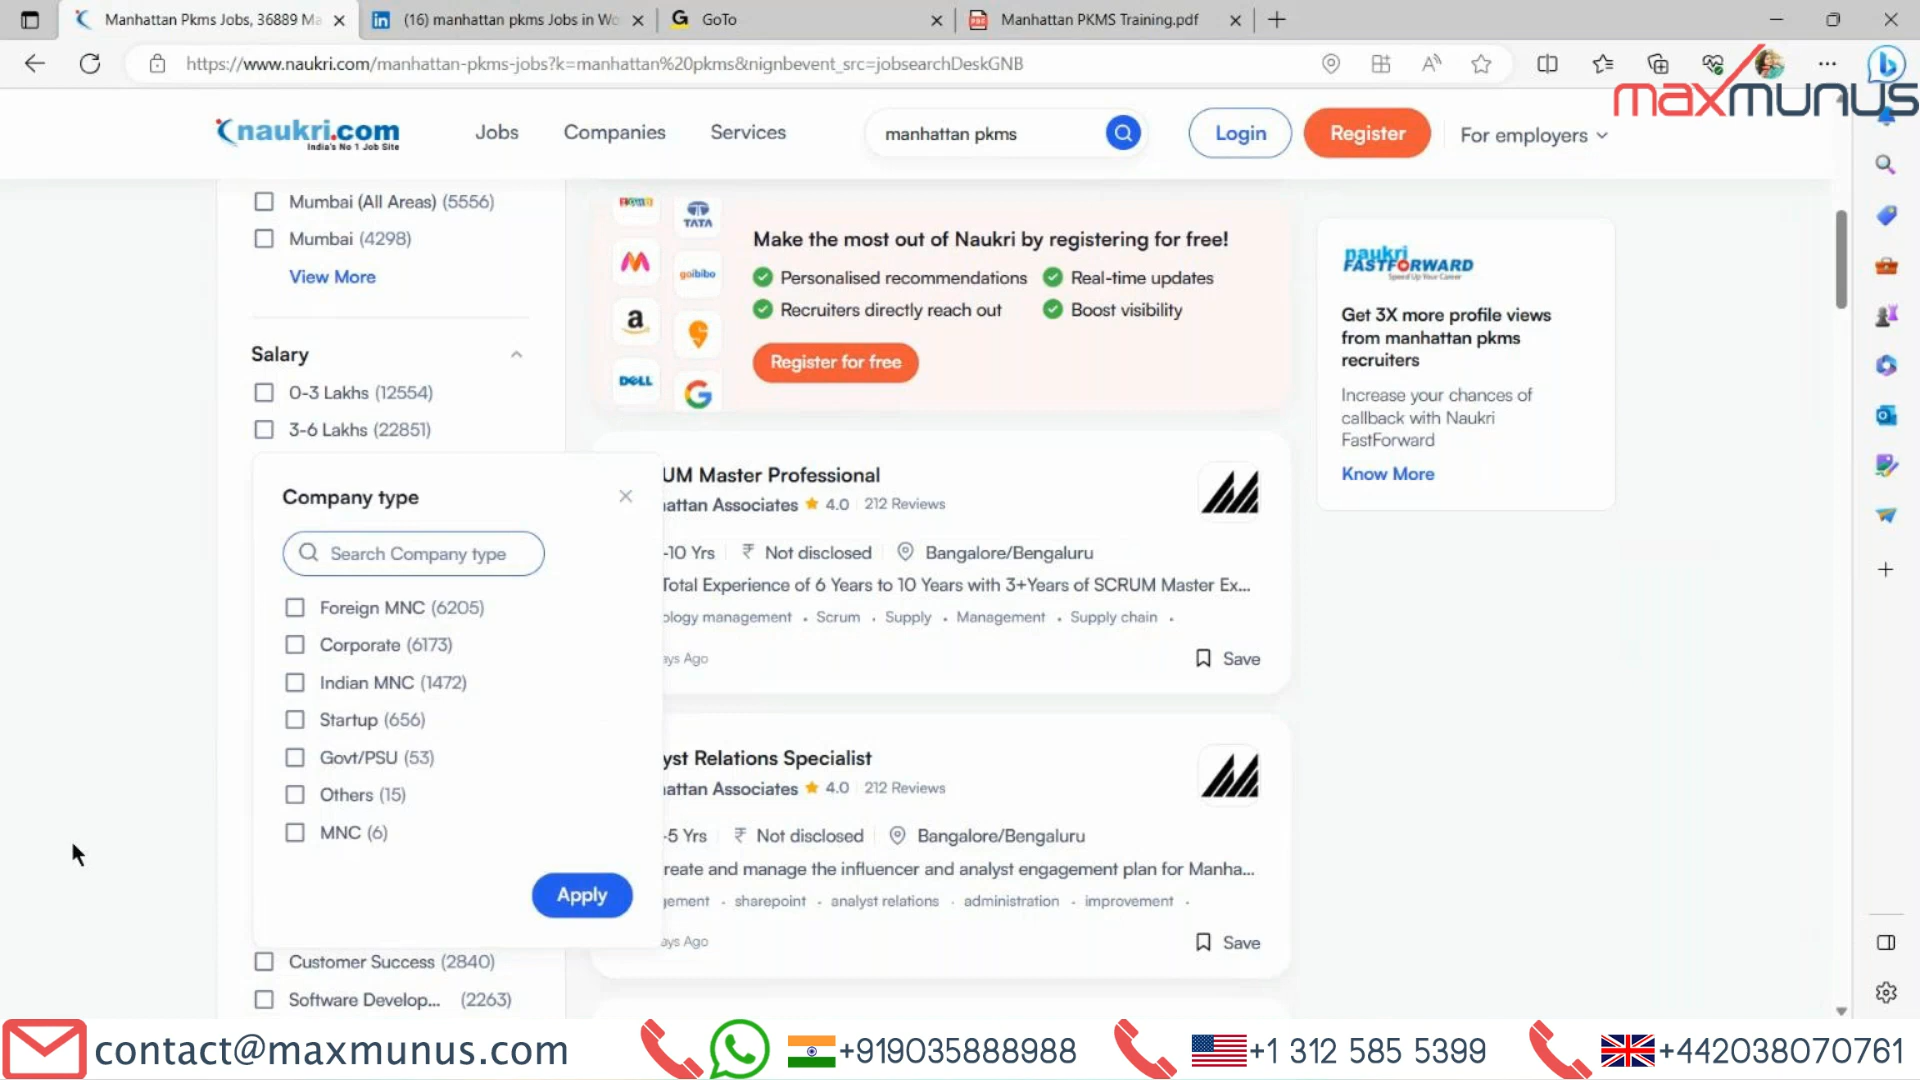 Manhattan Pkms Jobs, 36889 Ma
(16) manhattan pkms Jobs in Wo
GoTo
Manhattan PKMS Training.pdf
https://www.naukri.com/manhattan-pkms-jobs?k=manhattan%20pkms&nignbevent_src=jobsearchDeskGNB
maxmunus
naukri.com
India's No 1 Job Site
Jobs
Companies
Services
manhattan pkms
Login
Register
For employers
Mumbai (All Areas) (5556)
Mumbai (4298)
View More
Salary
0-3 Lakhs (12554)
3-6 Lakhs (22851)
Company type
Search Company type
Foreign MNC (6205)
Corporate (6173)
Indian MNC (1472)
Startup (656)
Govt/PSU (53)
Others (15)
MNC (6)
Apply
Customer Success (2840)
Software Develop... (2263)
TATA
goibibo
a
DELL
G
Make the most out of Naukri by registering for free!
Personalised recommendations Real-time updates
Recruiters directly reach out Boost visibility
Register for free
UM Master Professional
attan Associates 4.0 212 Reviews
-10 Yrs ₹ Not disclosed Bangalore/Bengaluru
Total Experience of 6 Years to 10 Years with 3+Years of SCRUM Master Ex...
ology management · Scrum · Supply · Management · Supply chain ·
ays Ago
Save
yst Relations Specialist
attan Associates 4.0 212 Reviews
-5 Yrs ₹ Not disclosed Bangalore/Bengaluru
reate and manage the influencer and analyst engagement plan for Manha...
gement · sharepoint · analyst relations · administration · improvement ·
ays Ago
Save
naukri
FASTFORWARD
Speed Up Your Career
Get 3X more profile views
from manhattan pkms
recruiters
Increase your chances of
callback with Naukri
FastForward
Know More
contact@maxmunus.com
+919035888988
+1 312 585 5399
+442038070761